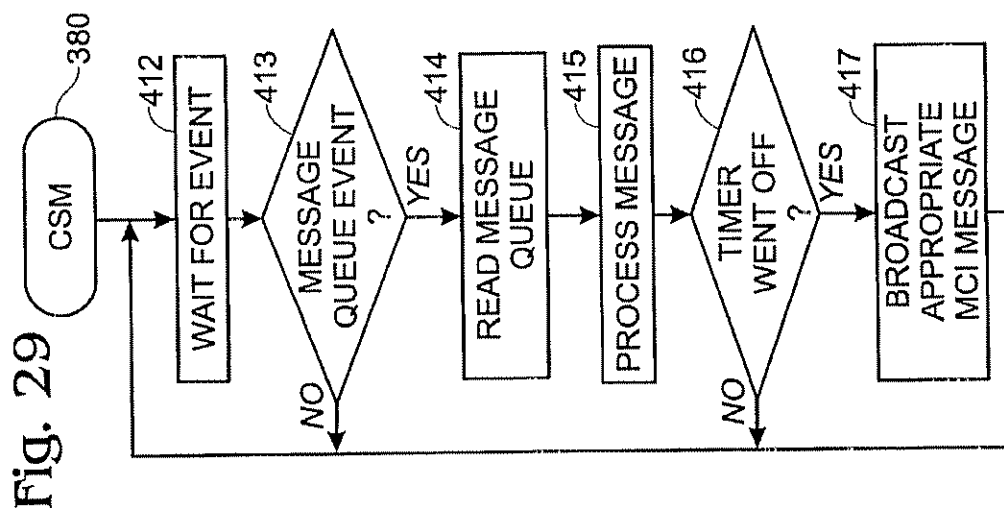 Fig. 29
CSM
380
412
WAIT FOR EVENT
413
MESSAGE
QUEUE EVENT
?
NO
YES
414
READ MESSAGE
QUEUE
415
PROCESS MESSAGE
416
TIMER
WENT OFF
?
NO
YES
417
BROADCAST
APPROPRIATE
MCI MESSAGE